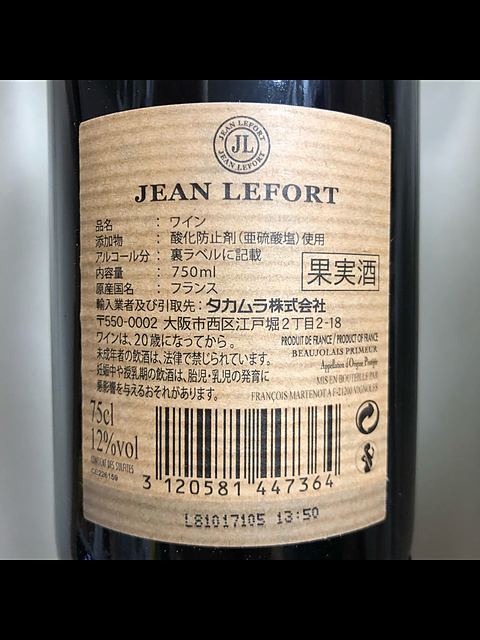 JEAN LEFORT
JL
JEAN LEFORT
JEAN LEFORT
品名 : ワイン
添加物 : 酸化防止剤(亜硫酸塩)使用
アルコール分 : 裏ラベルに記載
内容量 : 750ml
果実酒
原産国名 : フランス
輸入業者及び引取先 : タカムラ株式会社
〒550-0002 大阪市西区江戸堀2丁目2-18
ワインは、20歳になってから。
未成年者の飲酒は、法律で禁じられています。
妊娠中や授乳期の飲酒は、胎児・乳児の発育に
悪影響を与えるおそれがあります。
PRODUIT DE FRANCE / PRODUCT OF FRANCE
BEAUJOLAIS PRIMEUR
Appellation d'Origine Protégée
MIS EN BOUTEILLE PAR
FRANÇOIS MARTENOT A F-21200 VIGNOLES
75cl
12%vol
CONTIENT DES SULFITES
3 120581 447364
L81017105 13:50